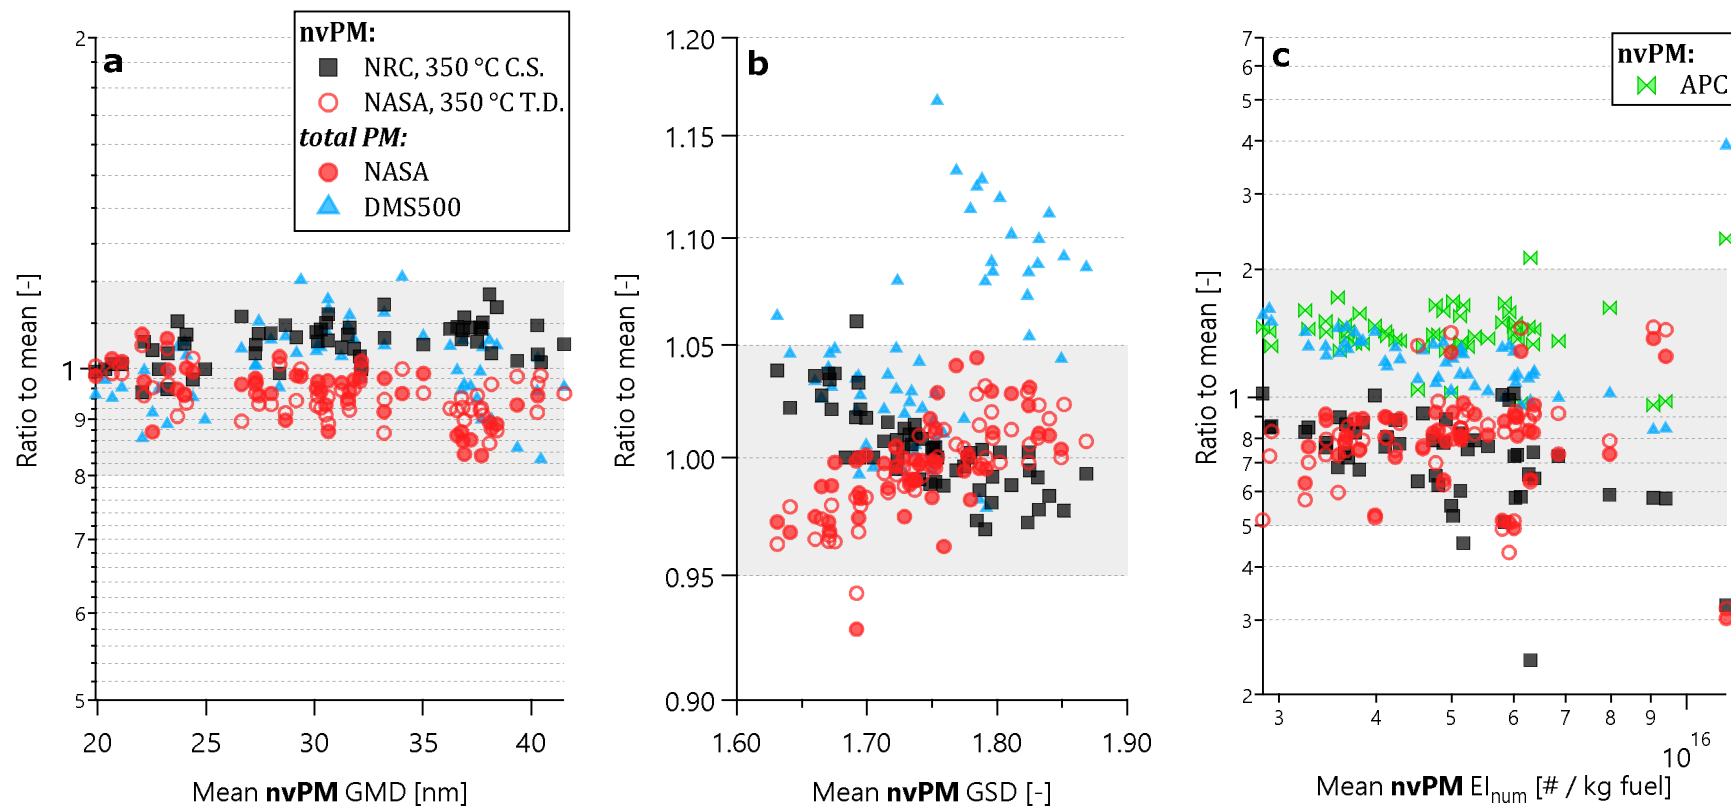 a
nvPM:
NRC, 350 °C C.S.
NASA, 350 °C T.D.
total PM:
NASA
DMS500
2
1
9
8
7
6
5
Ratio to mean [-]
20 25 30 35 40
Mean nvPM GMD [nm]
b
1.20
1.15
1.10
1.05
1.00
0.95
0.90
Ratio to mean [-]
1.60 1.70 1.80 1.90
Mean nvPM GSD [-]
c
nvPM:
APC
7
6
5
4
3
2
1
9
8
7
6
5
4
3
2
Ratio to mean [-]
3 4 5 6 7 8 9
10^16
Mean nvPM EI_num [# / kg fuel]